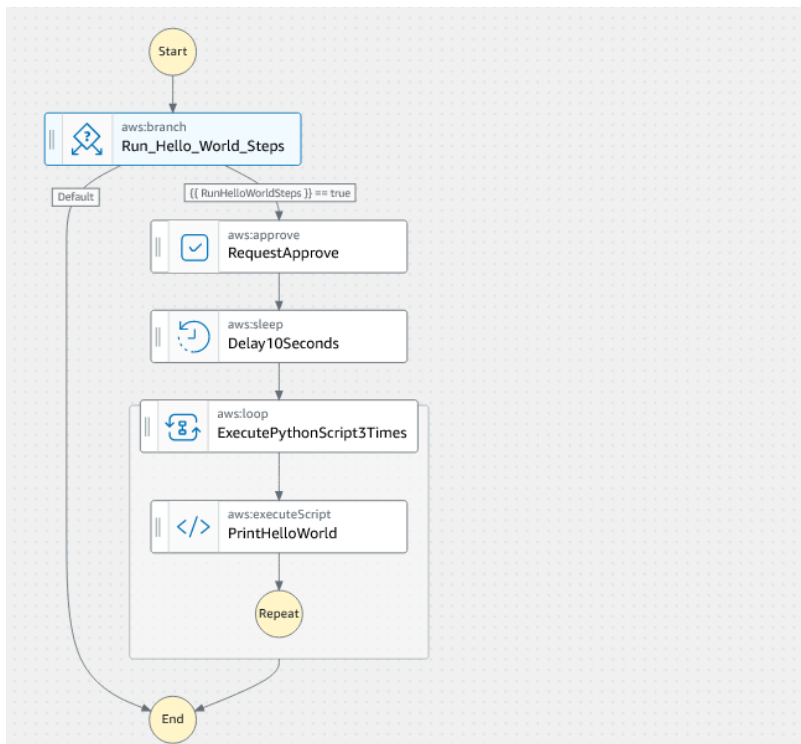 Start
aws:branch
Run_Hello_World_Steps
Default
{{ RunHelloWorldSteps }} == true
aws:approve
RequestApprove
aws:sleep
Delay10Seconds
aws:loop
ExecutePythonScript3Times
aws:executeScript
PrintHelloWorld
Repeat
End